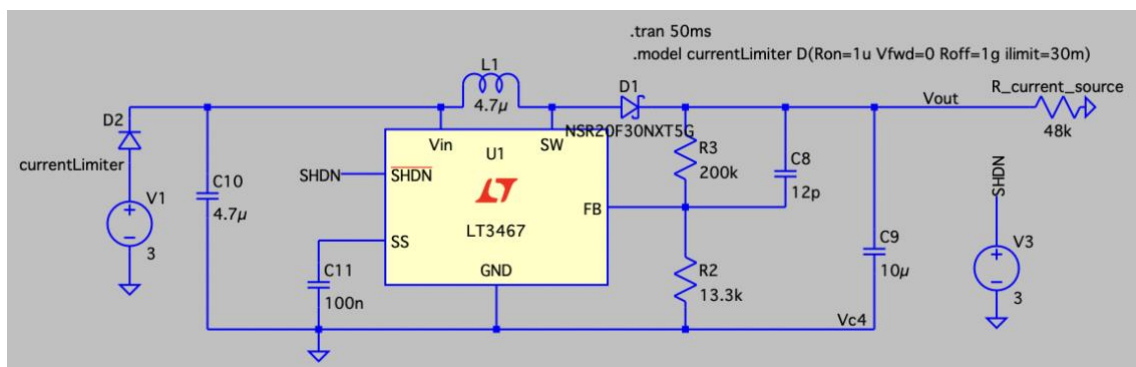 .tran 50ms
.model currentLimiter D(Ron=1u Vfwd=0 Roff=1g ilimit=30m)
L1
4.7µ
D1
NSR20F30NXT5G
Vout
R_current_source
48k
D2
currentLimiter
V1
3
C10
4.7µ
Vin
SW
U1
SHDN
SHDN
LT3467
FB
SS
GND
C11
100n
R3
200k
C8
12p
R2
13.3k
C9
10µ
Vc4
SHDN
V3
3